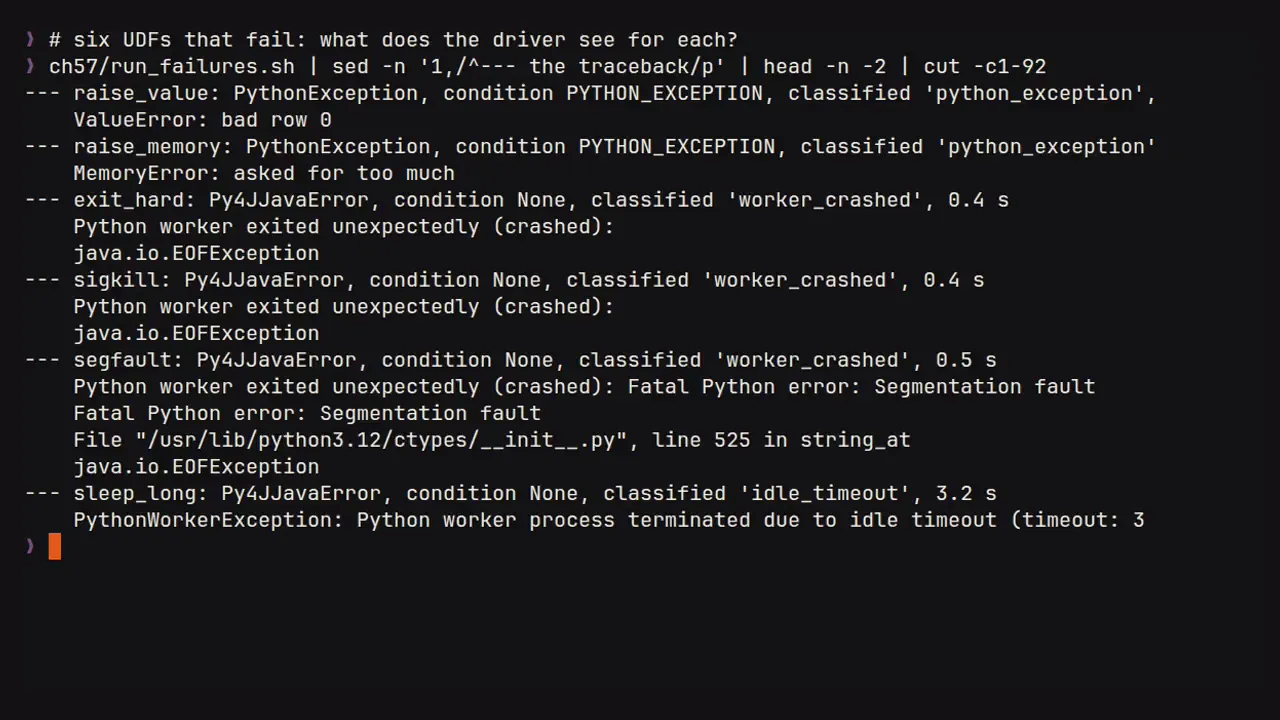 ❯ # six UDFs that fail: what does the driver see for each?
❯ ch57/run_failures.sh | sed -n '1,/^--- the traceback/p' | head -n -2 | cut -c1-92
--- raise_value: PythonException, condition PYTHON_EXCEPTION, classified 'python_exception',
    ValueError: bad row 0
--- raise_memory: PythonException, condition PYTHON_EXCEPTION, classified 'python_exception'
    MemoryError: asked for too much
--- exit_hard: Py4JJavaError, condition None, classified 'worker_crashed', 0.4 s
    Python worker exited unexpectedly (crashed):
    java.io.EOFException
--- sigkill: Py4JJavaError, condition None, classified 'worker_crashed', 0.4 s
    Python worker exited unexpectedly (crashed):
    java.io.EOFException
--- segfault: Py4JJavaError, condition None, classified 'worker_crashed', 0.5 s
    Python worker exited unexpectedly (crashed): Fatal Python error: Segmentation fault
    Fatal Python error: Segmentation fault
    File "/usr/lib/python3.12/ctypes/__init__.py", line 525 in string_at
    java.io.EOFException
--- sleep_long: Py4JJavaError, condition None, classified 'idle_timeout', 3.2 s
    PythonWorkerException: Python worker process terminated due to idle timeout (timeout: 3
❯